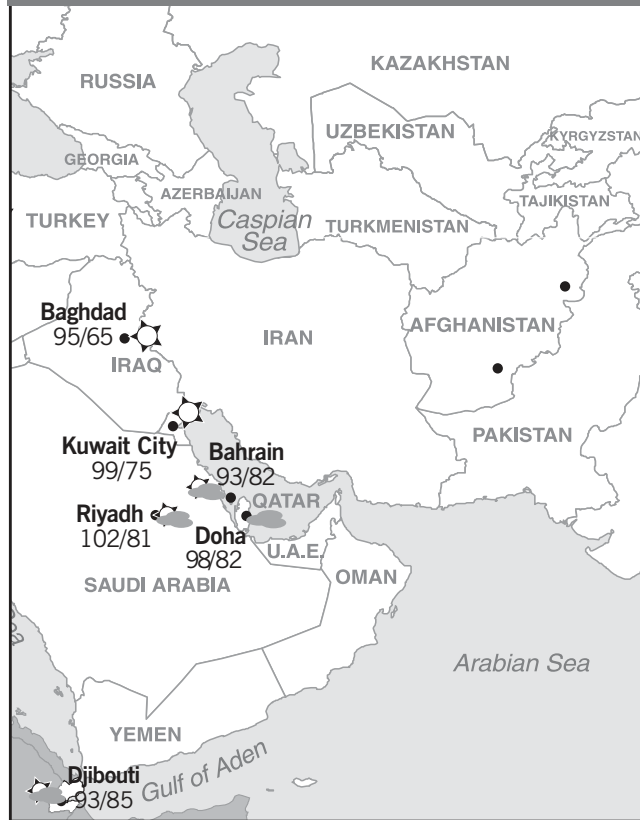 KAZAKHSTAN
RUSSIA
UZBEKISTAN
KYRGYZSTAN
GEORGIA
AZERBAIJAN
TAJIKISTAN
TURKEY
Caspian
Sea
TURKMENISTAN
Baghdad
95/65
IRAQ
IRAN
AFGHANISTAN
PAKISTAN
Kuwait City
99/75
Bahrain
93/82
QATAR
Riyadh
102/81
Doha
98/82
U.A.E.
OMAN
SAUDI ARABIA
Arabian Sea
YEMEN
Gulf of Aden
Djibouti
93/85